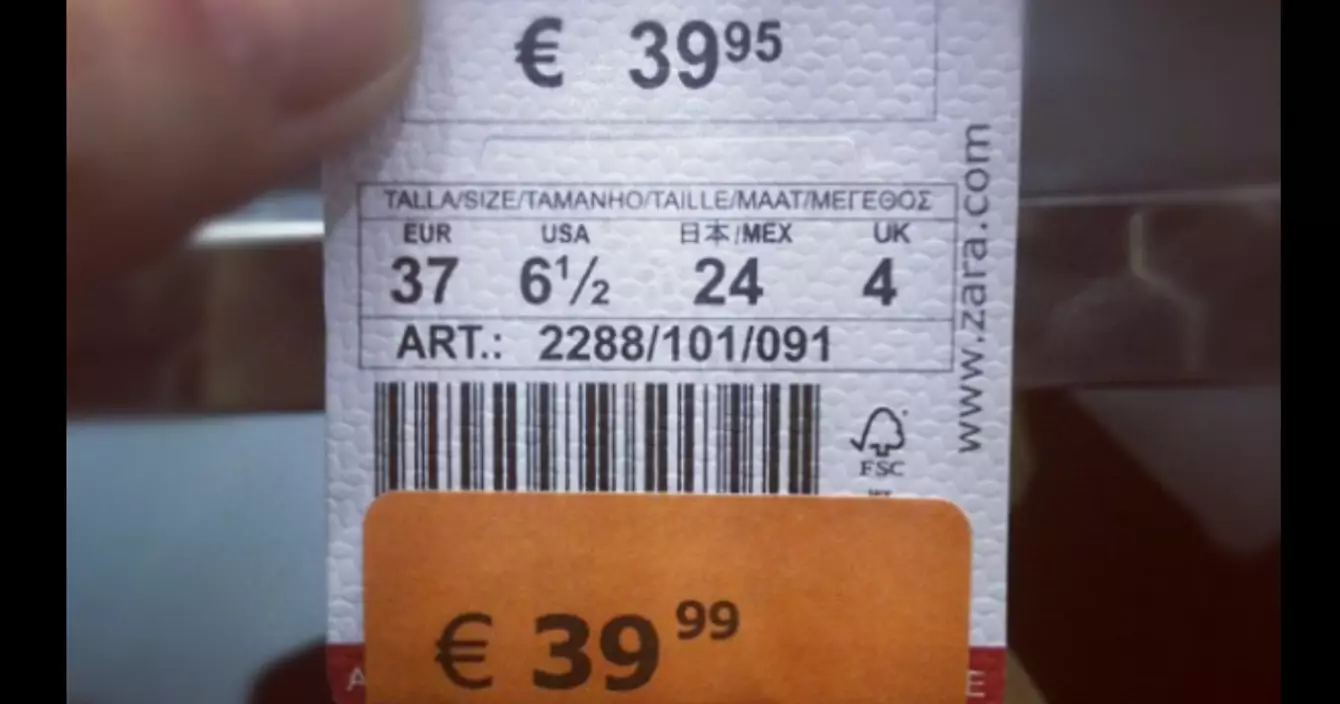 € 39⁹⁵
TALLA/SIZE/TAMANHO/TAILLE/MAAT/ΜΕΓΕΘΟΣ
EUR USA 日本/MEX UK
37 6½ 24 4
ART.: 2288/101/091
www.zara.com
FSC
€ 39⁹⁹